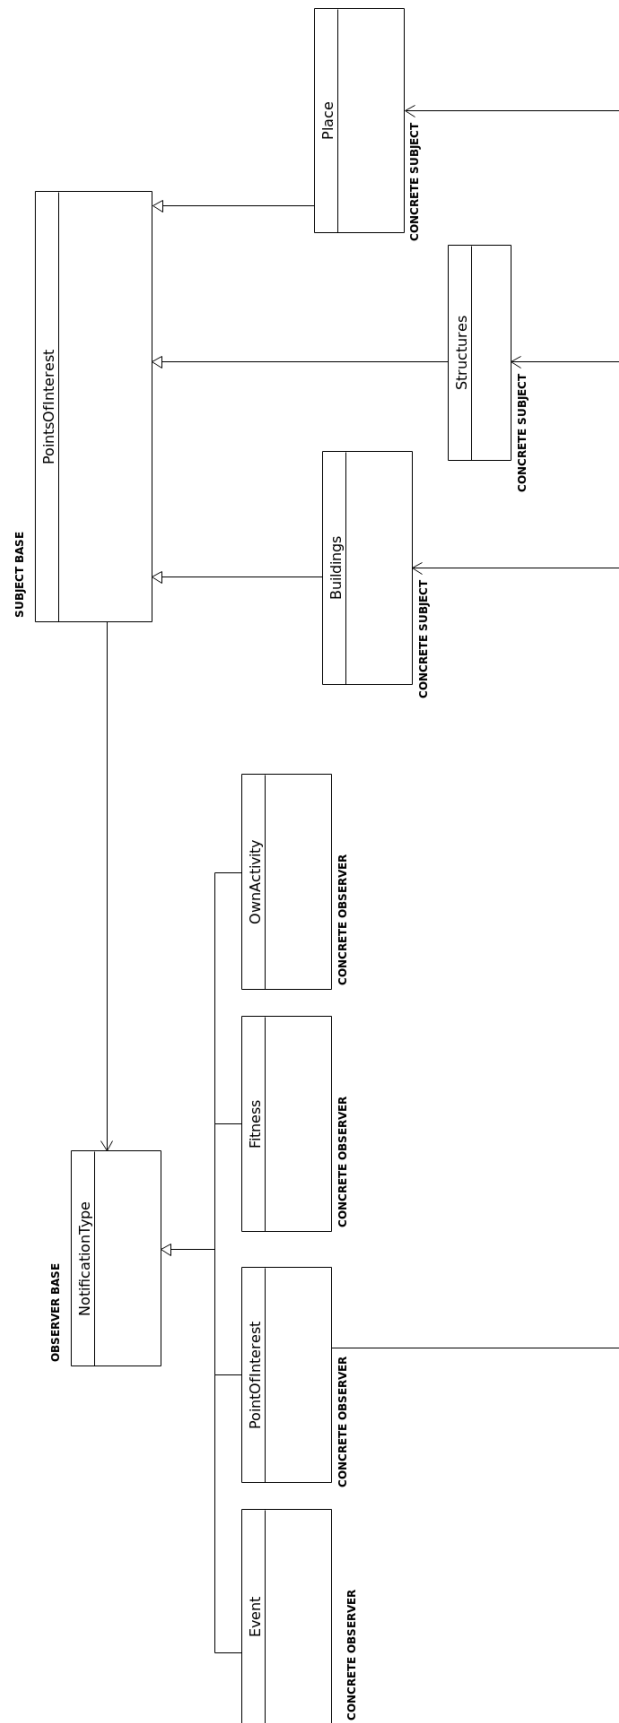 OBSERVER BASE
NotificationType
SUBJECT BASE
PointsOfInterest
Event
CONCRETE OBSERVER
PointOfInterest
CONCRETE OBSERVER
Fitness
CONCRETE OBSERVER
OwnActivity
CONCRETE OBSERVER
Buildings
CONCRETE SUBJECT
Structures
CONCRETE SUBJECT
Place
CONCRETE SUBJECT